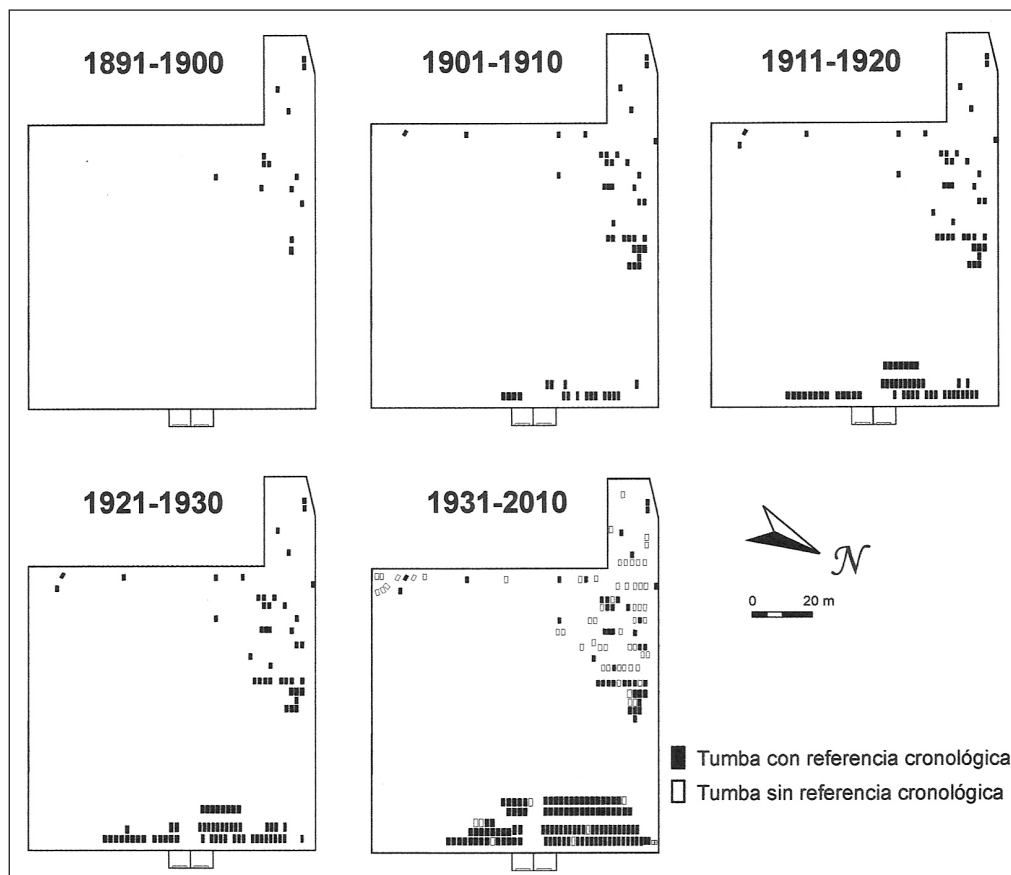 1891-1900
1901-1910
1911-1920
1921-1930
1931-2010
N
0 20 m
Tumba con referencia cronológica
Tumba sin referencia cronológica